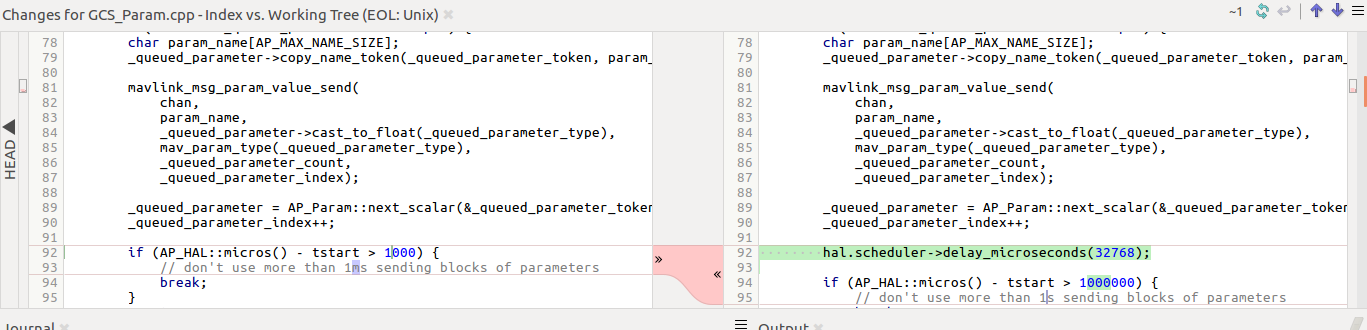 Changes for GCS_Param.cpp - Index vs. Working Tree (EOL: Unix)
~1
HEAD
78 char param_name[AP_MAX_NAME_SIZE];
79 _queued_parameter->copy_name_token(_queued_parameter_token, param_
80
81 mavlink_msg_param_value_send(
82 chan,
83 param_name,
84 _queued_parameter->cast_to_float(_queued_parameter_type),
85 mav_param_type(_queued_parameter_type),
86 _queued_parameter_count,
87 _queued_parameter_index);
88
89 _queued_parameter = AP_Param::next_scalar(&_queued_parameter_token
90 _queued_parameter_index++;
91
92 if (AP_HAL::micros() - tstart > 1000) {
93 // don't use more than 1ms sending blocks of parameters
94 break;
95 }
78 char param_name[AP_MAX_NAME_SIZE];
79 _queued_parameter->copy_name_token(_queued_parameter_token, param_
80
81 mavlink_msg_param_value_send(
82 chan,
83 param_name,
84 _queued_parameter->cast_to_float(_queued_parameter_type),
85 mav_param_type(_queued_parameter_type),
86 _queued_parameter_count,
87 _queued_parameter_index);
88
89 _queued_parameter = AP_Param::next_scalar(&_queued_parameter_token
90 _queued_parameter_index++;
91
92 hal.scheduler->delay_microseconds(32768);
93
94 if (AP_HAL::micros() - tstart > 1000000) {
95 // don't use more than 1s sending blocks of parameters
Journal
Output